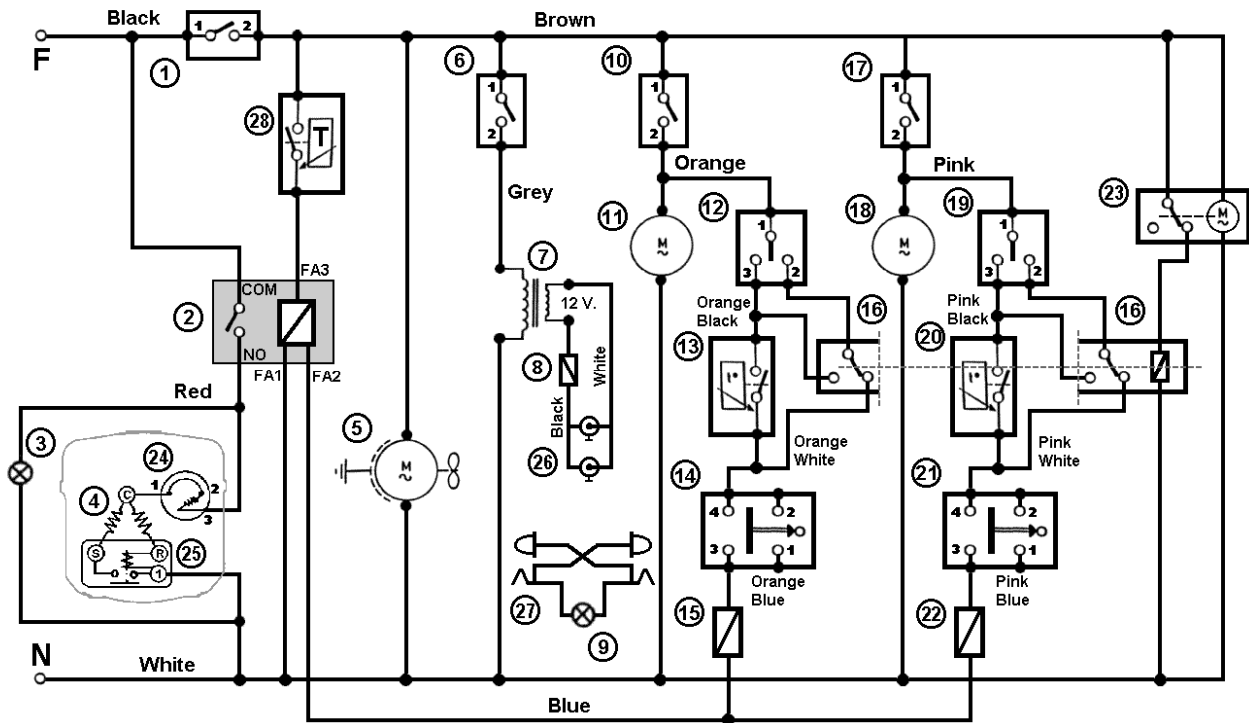 Black
Brown
F
1 2
1
6
1
2
10
1
2
17
1
2
28
T
Orange
Pink
Grey
11
M
~
12
1
3 2
18
M
~
19
1
3 2
23
M
~
FA3
COM
2
NO
FA1 FA2
7
12 V.
8
White
Black
Orange
Black
16
Pink
Black
16
13
1°
20
1°
Red
3
24
1 2
3
4
C
S
R
1
25
5
M
~
26
Orange
White
Pink
White
14
4 2
3 1
21
4 2
3 1
27
9
Orange
Blue
Pink
Blue
15
22
N
White
Blue